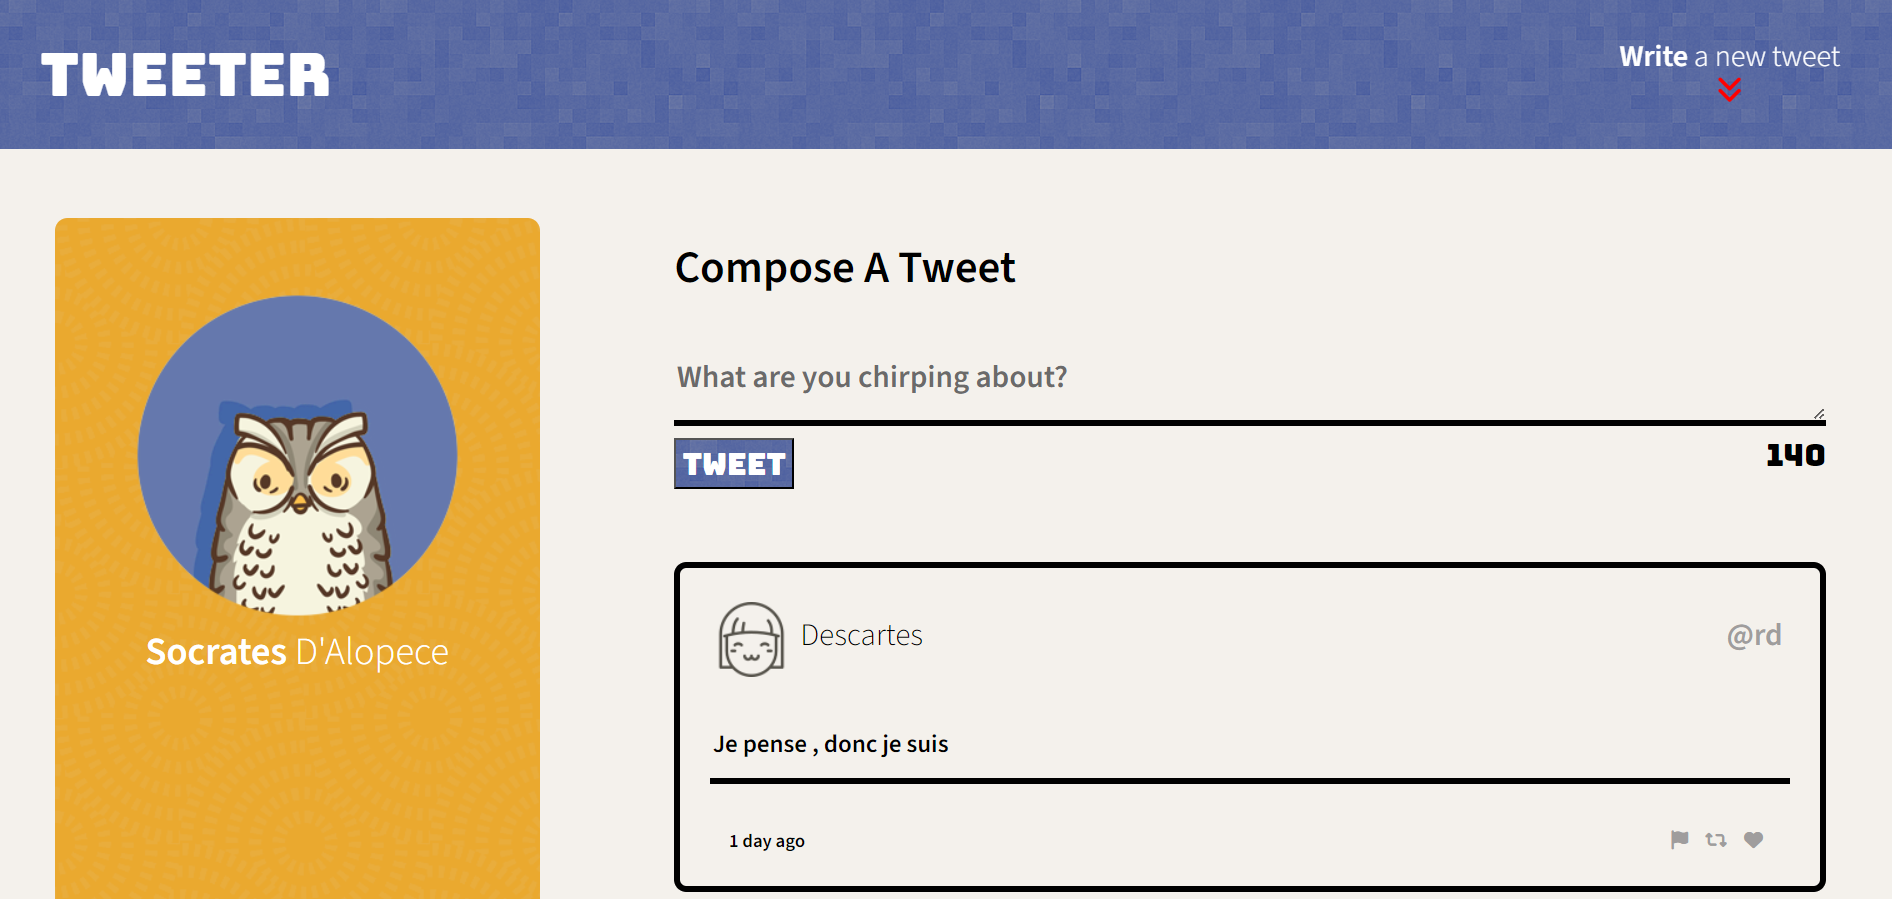 TWEETER
Write a new tweet
Socrates D'Alopece
Compose A Tweet
What are you chirping about?
TWEET
140
Descartes
@rd
Je pense , donc je suis
1 day ago